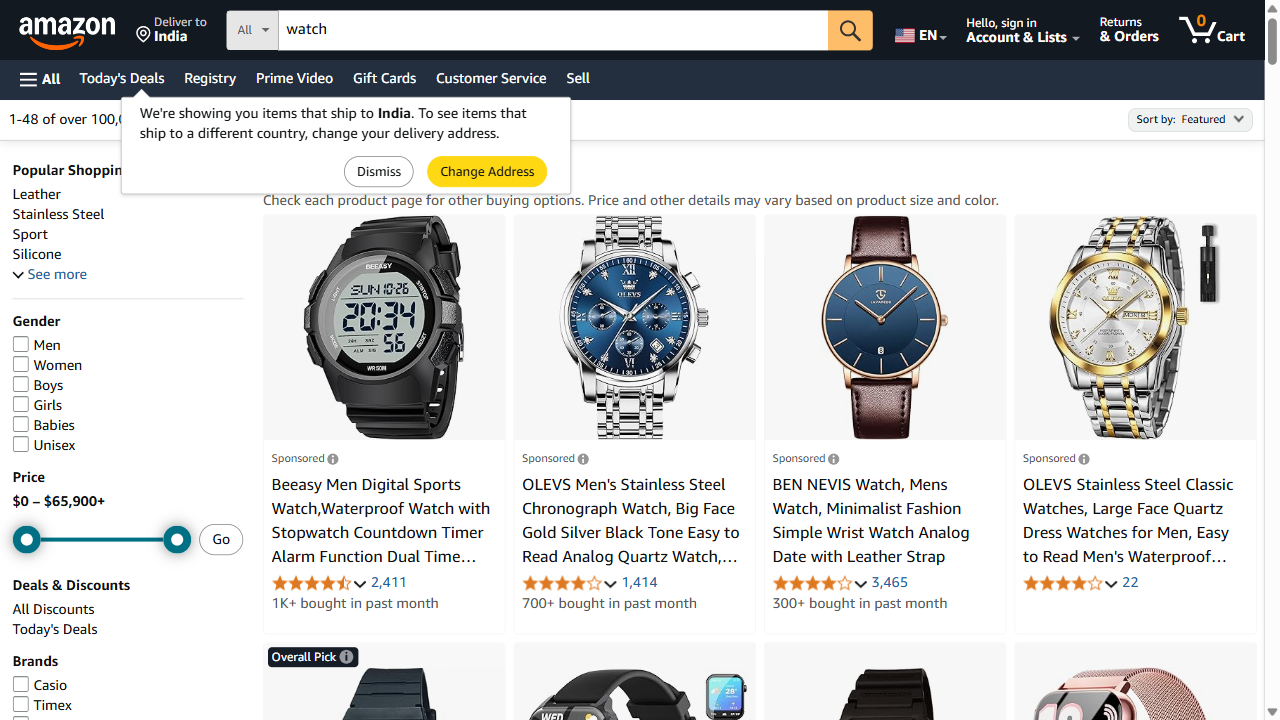 amazon
Deliver to
India
All
watch
EN
Hello, sign in
Account & Lists
Returns
& Orders
0
Cart
All
Today's Deals
Registry
Prime Video
Gift Cards
Customer Service
Sell
We're showing you items that ship to India. To see items that
ship to a different country, change your delivery address.
Dismiss
Change Address
1-48 of over 100,
Sort by: Featured
Popular Shoppin
Leather
Stainless Steel
Sport
Silicone
See more
Gender
Men
Women
Boys
Girls
Babies
Unisex
Price
$0 – $65,900+
Go
Deals & Discounts
All Discounts
Today's Deals
Brands
Casio
Timex
Check each product page for other buying options. Price and other details may vary based on product size and color.
BEEASY
SUN 10-26
20:34
56
WR 50M
OLEVS
Sponsored
Beeasy Men Digital Sports
Watch,Waterproof Watch with
Stopwatch Countdown Timer
Alarm Function Dual Time…
2,411
1K+ bought in past month
Sponsored
OLEVS Men's Stainless Steel
Chronograph Watch, Big Face
Gold Silver Black Tone Easy to
Read Analog Quartz Watch,…
1,414
700+ bought in past month
Sponsored
BEN NEVIS Watch, Mens
Watch, Minimalist Fashion
Simple Wrist Watch Analog
Date with Leather Strap
3,465
300+ bought in past month
Sponsored
OLEVS Stainless Steel Classic
Watches, Large Face Quartz
Dress Watches for Men, Easy
to Read Men's Waterproof…
22
Overall Pick
WED
28°